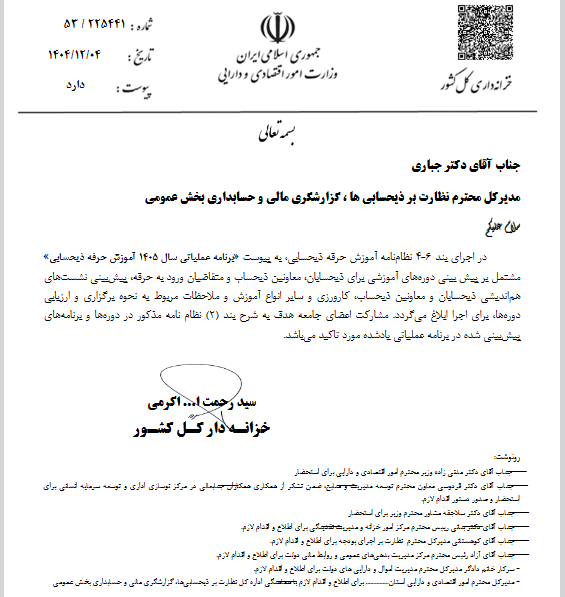 شماره : ۵۳ / ۲۲۵۴۴۱
تاریخ : ۱۴۰۴/۱۲/۰۴
پیوست : دارد
جمهوری اسلامی ایران
وزارت امور اقتصادی و دارایی
خزانه‌داری کل کشور
بسمه تعالی
جناب آقای دکتر جباری
مدیرکل محترم نظارت بر ذیحسابی ها ، گزارشگری مالی و حسابداری بخش عمومی
سلام علیکم
در اجرای بند ۶-۴ نظام‌نامه آموزش حرفه ذیحسابی، به پیوست «برنامه عملیاتی سال ۱۴۰۵ آموزش حرفه ذیحسابی»
مشتمل بر پیش بینی دوره‌های آموزشی برای ذیحسابان، معاونین ذیحساب و متقاضیان ورود به حرفه، پیش‌بینی نشست‌های
هم‌اندیشی ذیحسابان و معاونین ذیحساب، کارورزی و سایر انواع آموزش و ملاحظات مربوط به نحوه برگزاری و ارزیابی
دوره‌ها، برای اجرا ابلاغ می‌گردد. مشارکت اعضای جامعه هدف به شرح بند (۲) نظام نامه مذکور در دوره‌ها و برنامه‌های
پیش‌بینی شده در برنامه عملیاتی یادشده مورد تاکید می‌باشد.
سید رحمت ا... اکرمی
خزانه دار کل کشور
رونوشت:
جناب آقای دکتر مدنی زاده وزیر محترم امور اقتصادی و دارایی برای استحضار
جناب آقای دکتر فردوسی معاون محترم توسعه مدیریت و منابع، ضمن تشکر از همکاری همکاران جنابعالی در مرکز نوسازی اداری و توسعه سرمایه انسانی برای
استحضار و صدور دستور اقدام لازم.
جناب آقای دکتر سلاجقه مشاور محترم وزیر برای استحضار
جناب آقای دکتر رییس محترم مرکز امور خزانه و مدیریت نقدینگی برای اطلاع و اقدام لازم.
جناب آقای کوهستانی مدیرکل محترم نظارت بر اجرای بودجه برای اطلاع و اقدام لازم.
جناب آقای آزاد رئیس محترم مرکز مدیریت بدهی‌های عمومی و روابط مالی دولت برای اطلاع و اقدام لازم.
- سرکار خانم دادگر مدیرکل محترم مدیریت اموال و دارایی های دولت برای اطلاع و اقدام لازم.
- مدیرکل محترم امور اقتصادی و دارایی استان ............ برای اطلاع و اقدام لازم با هماهنگی اداره کل نظارت بر ذیحسابی‌ها، گزارشگری مالی و حسابداری بخش عمومی